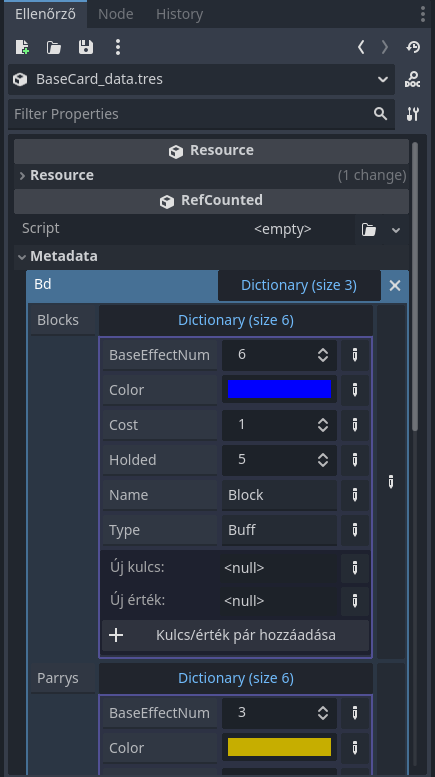 Ellenőrző Node History
BaseCard_data.tres
DOC
Filter Properties
Resource
Resource (1 change)
RefCounted
Script <empty>
Metadata
Bd Dictionary (size 3)
Blocks Dictionary (size 6)
BaseEffectNum 6
Color
Cost 1
Holded 5
Name Block
Type Buff
Új kulcs: <null>
Új érték: <null>
Kulcs/érték pár hozzáadása
Parrys Dictionary (size 6)
BaseEffectNum 3
Color